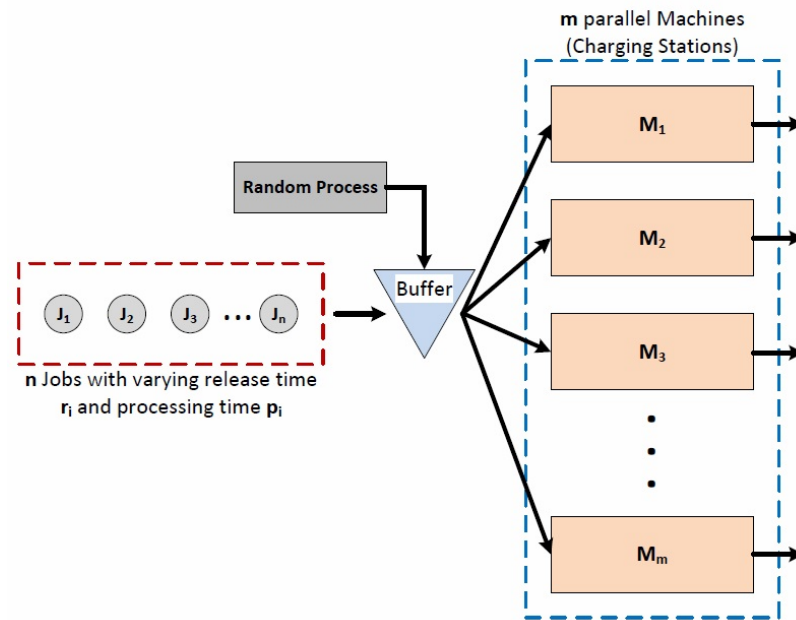 m parallel Machines
(Charging Stations)
M₁
Random Process
M₂
Buffer
J₁ J₂ J₃ ... Jₙ
M₃
n Jobs with varying release time
rᵢ and processing time pᵢ
Mₘ